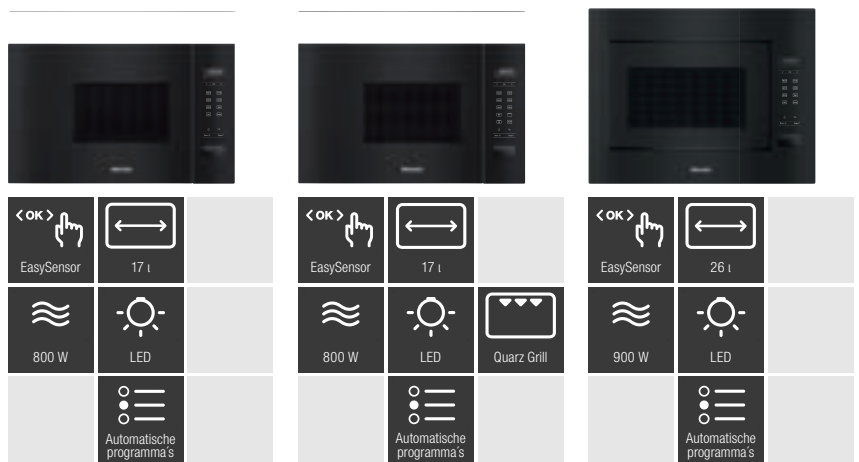 <OK>
EasySensor
17 l
800 W
LED
Automatische
programma´s
<OK>
EasySensor
17 l
800 W
LED
Quarz Grill
Automatische
programma´s
<OK>
EasySensor
26 l
900 W
LED
Automatische
programma´s